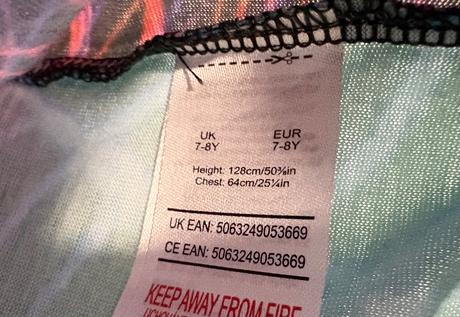 UK EUR
7-8Y 7-8Y
Height: 128cm/50⅜in
Chest: 64cm/25¼in
UK EAN: 5063249053669
CE EAN: 5063249053669
KEEP AWAY FROM FIRE